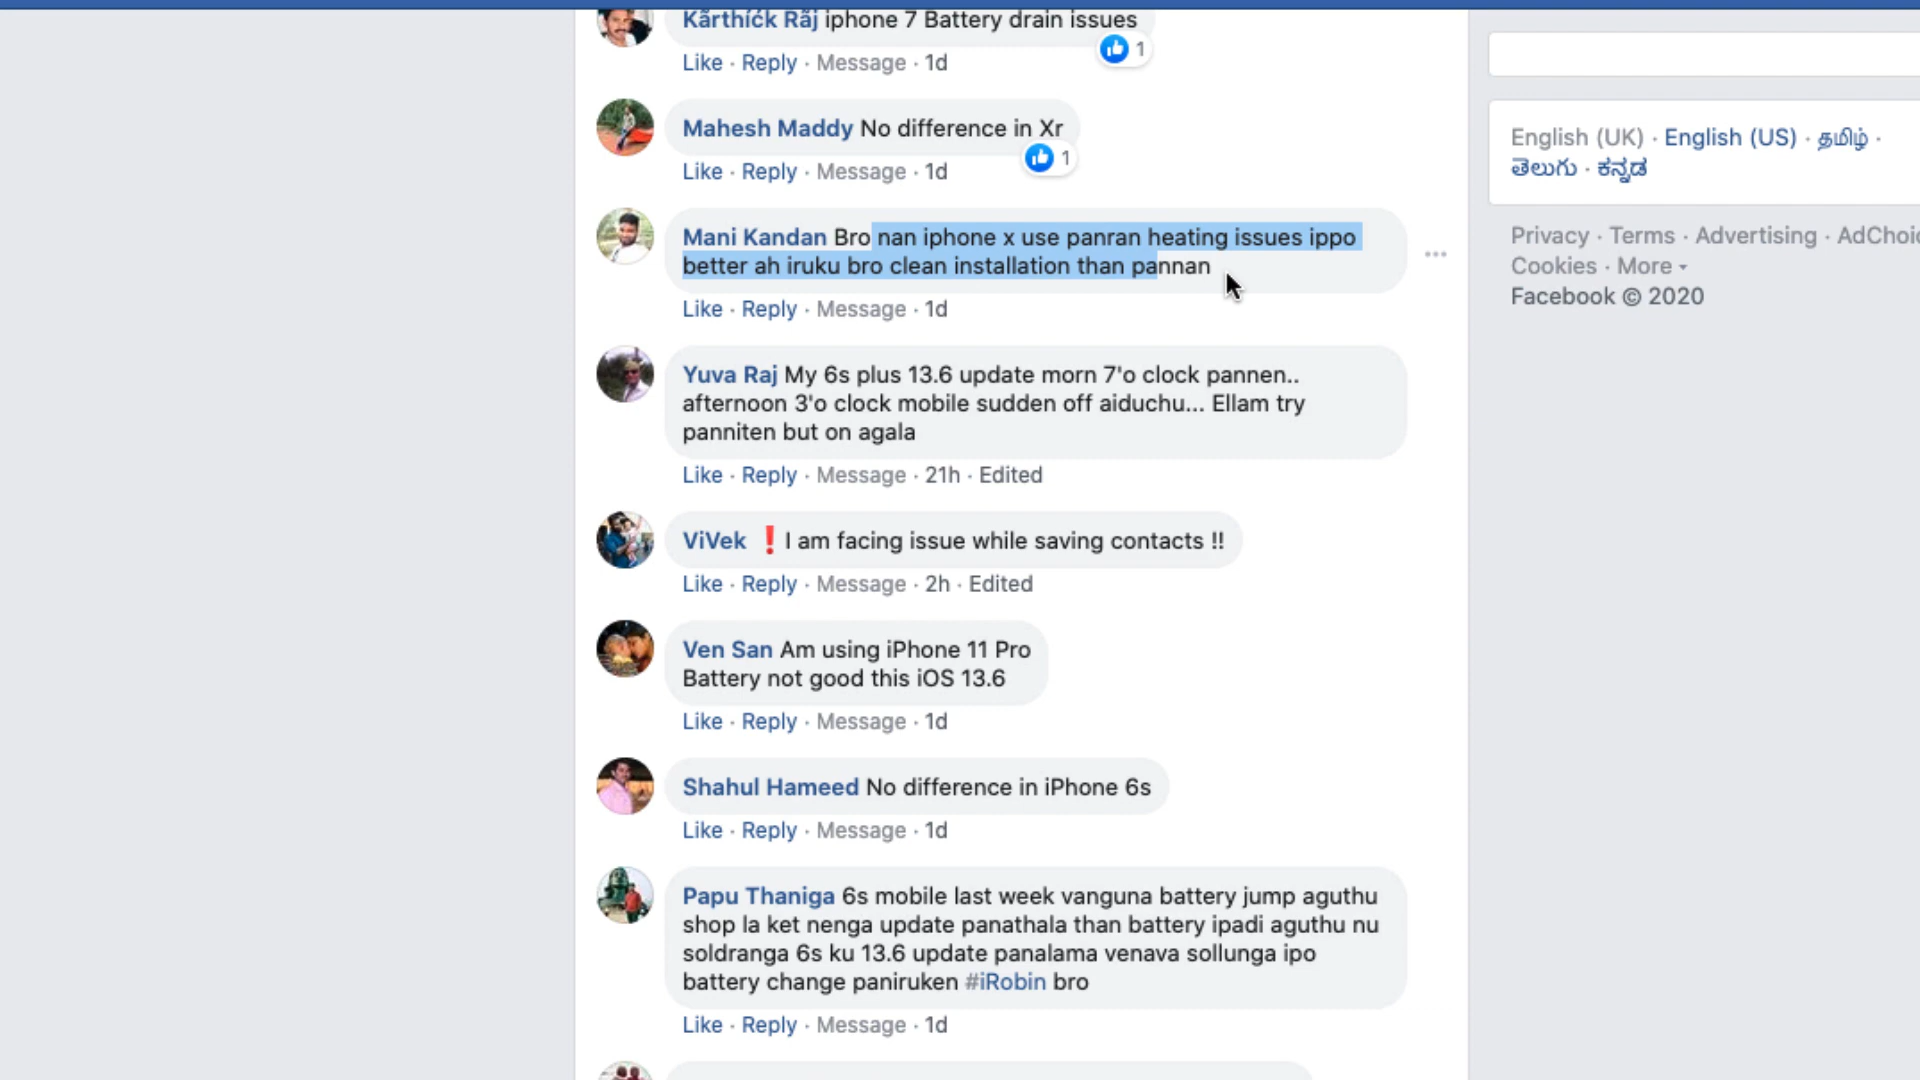 Kãrthíćk Rãj iphone 7 Battery drain issues
1
Like · Reply · Message · 1d
Mahesh Maddy No difference in Xr
1
Like · Reply · Message · 1d
Mani Kandan Bro nan iphone x use panran heating issues ippo
better ah iruku bro clean installation than pannan
Like · Reply · Message · 1d
Yuva Raj My 6s plus 13.6 update morn 7'o clock pannen..
afternoon 3'o clock mobile sudden off aiduchu... Ellam try
panniten but on agala
Like · Reply · Message · 21h · Edited
ViVek ❗I am facing issue while saving contacts !!
Like · Reply · Message · 2h · Edited
Ven San Am using iPhone 11 Pro
Battery not good this iOS 13.6
Like · Reply · Message · 1d
Shahul Hameed No difference in iPhone 6s
Like · Reply · Message · 1d
Papu Thaniga 6s mobile last week vanguna battery jump aguthu
shop la ket nenga update panathala than battery ipadi aguthu nu
soldranga 6s ku 13.6 update panalama venava sollunga ipo
battery change paniruken #iRobin bro
Like · Reply · Message · 1d
English (UK) · English (US) · தமிழ் ·
తెలుగు · ಕನ್ನಡ
Privacy · Terms · Advertising ·
Cookies · More
Facebook © 2020